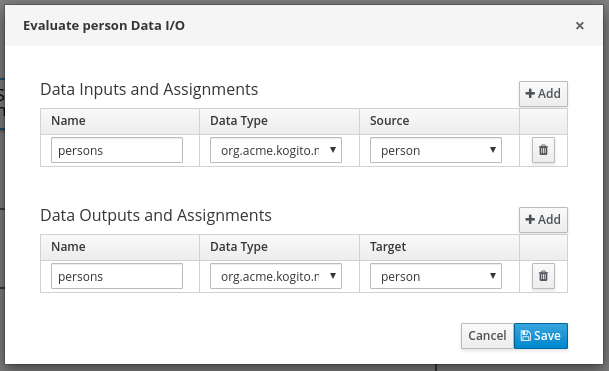 Evaluate person Data I/O
×
Data Inputs and Assignments
+ Add
Name Data Type Source
persons org.acme.kogito.n person
Data Outputs and Assignments
+ Add
Name Data Type Target
persons org.acme.kogito.n person
Cancel Save